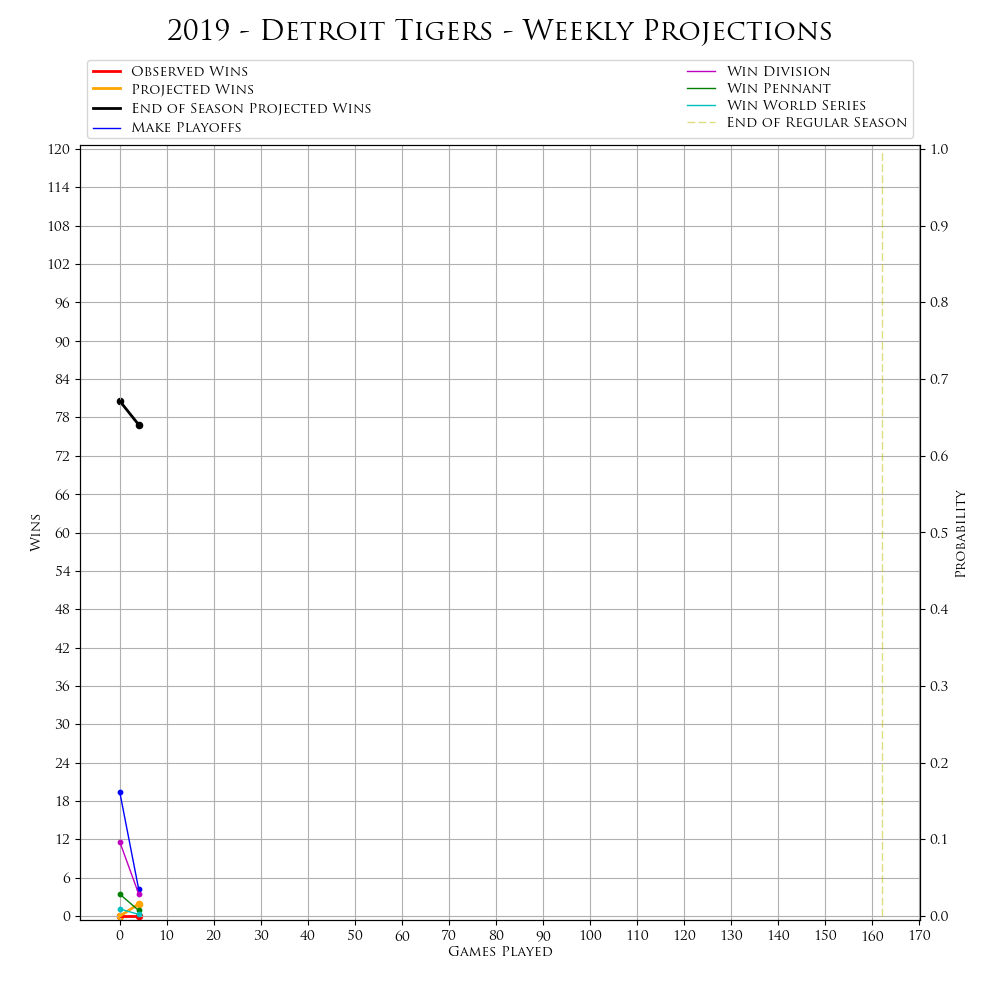 2019 - Detroit Tigers - Weekly Projections
Observed Wins
Projected Wins
End of Season Projected Wins
Make Playoffs
Win Division
Win Pennant
Win World Series
End of Regular Season
120
114
108
102
96
90
84
78
72
66
60
54
48
42
36
30
24
18
12
6
0
Wins
1.0
0.9
0.8
0.7
0.6
0.5
0.4
0.3
0.2
0.1
0.0
Probability
0 10 20 30 40 50 60 70 80 90 100 110 120 130 140 150 160 170
Games Played